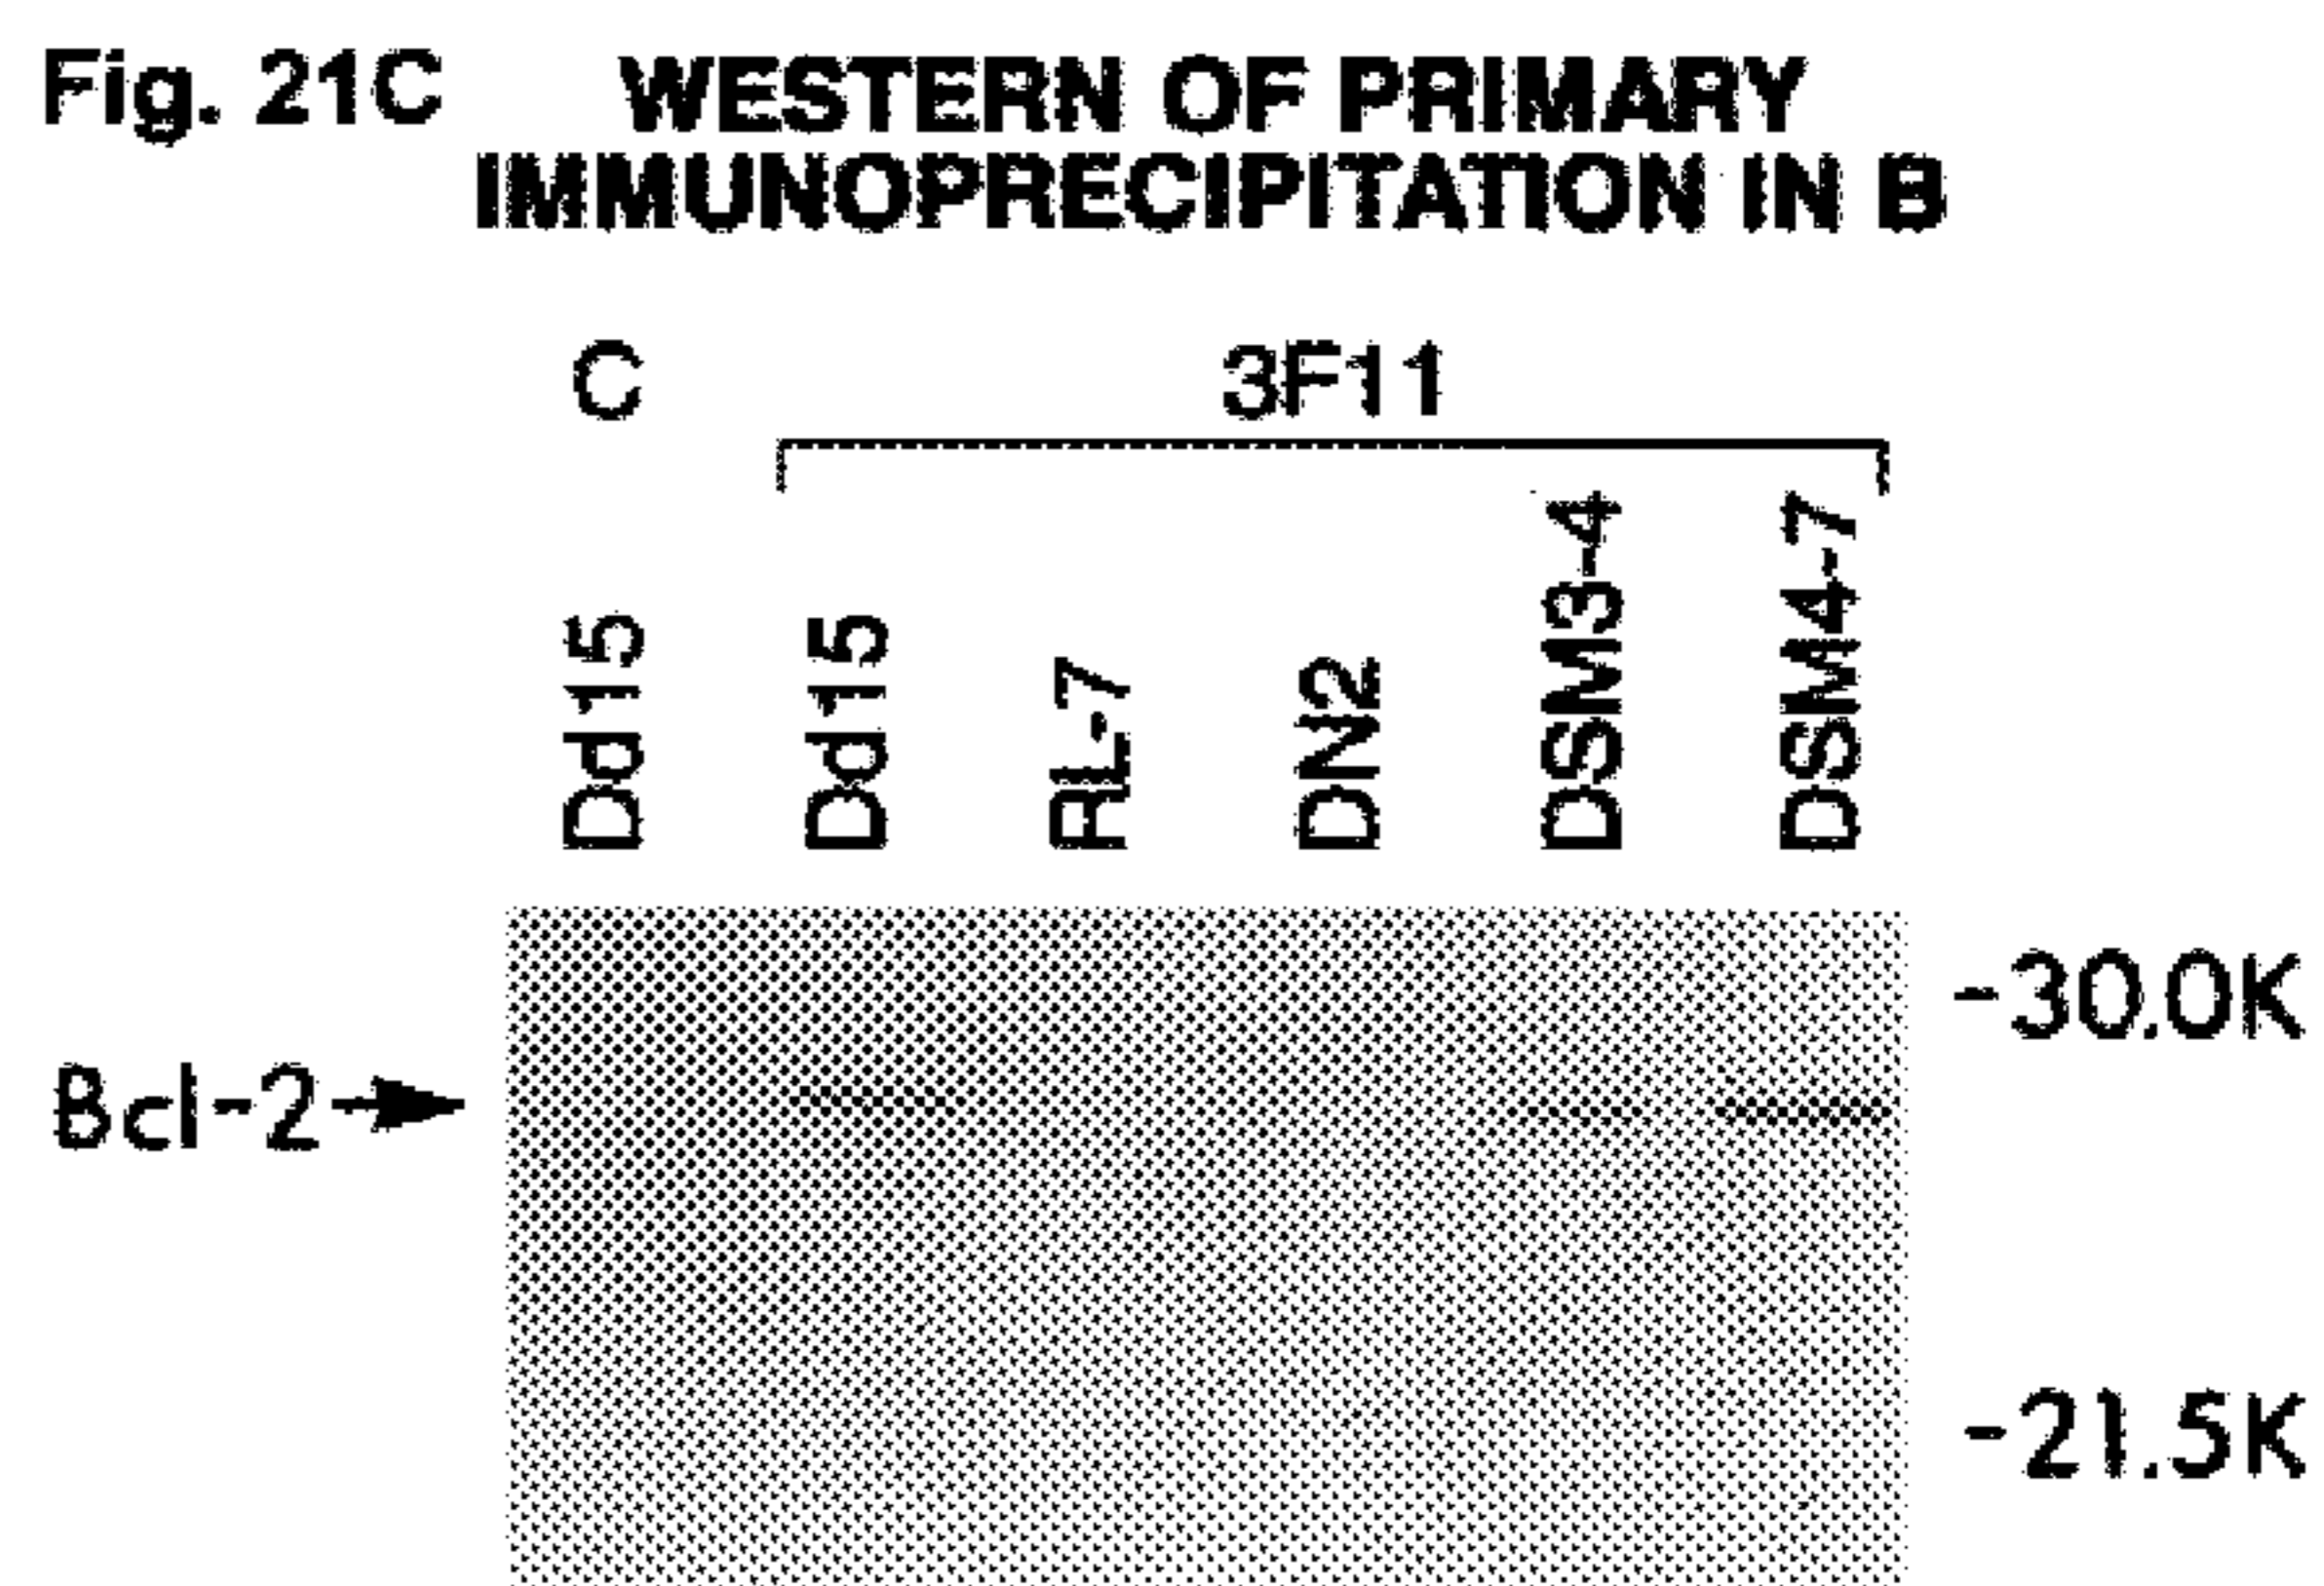 Fig. 21C WESTERN OF PRIMARY
IMMUNOPRECIPITATION IN B
C 3F11
Dd15 Dd15 RL-7 DN2 DSM3-4 DSM4-7
-30.0K
Bcl-2
-21.5K